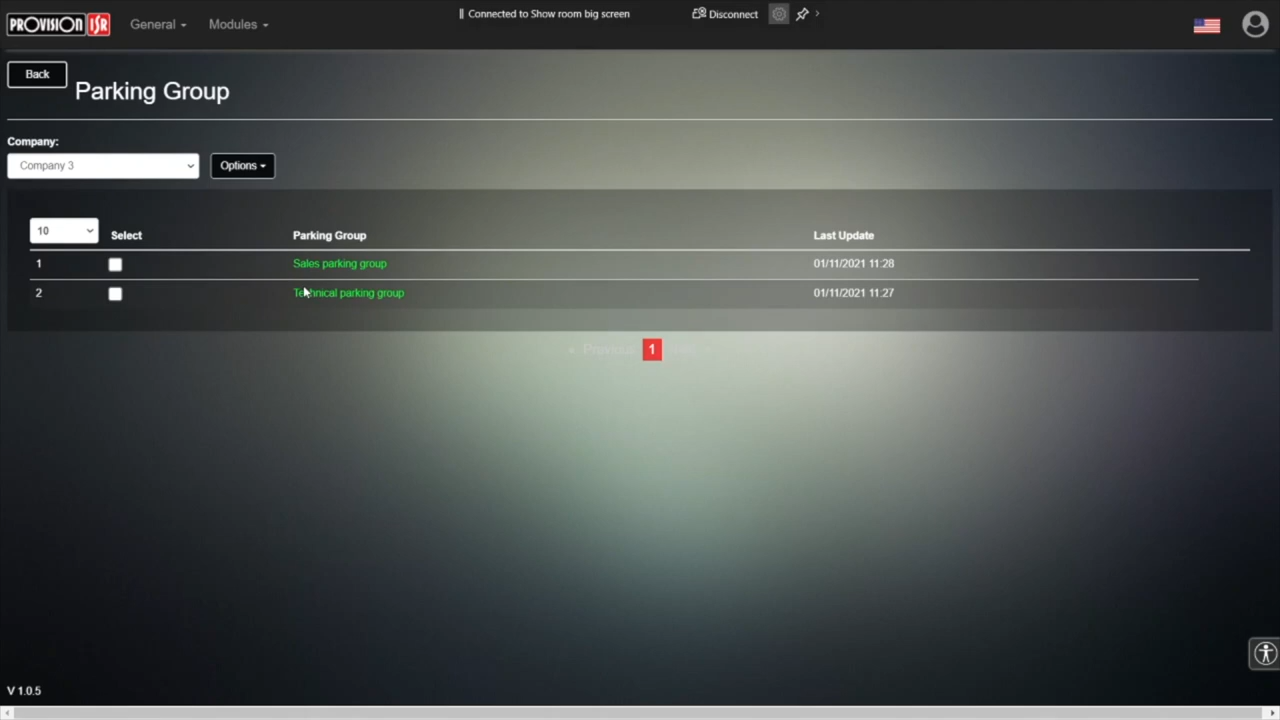 PROVISION ISR
General
Modules
Connected to Show room big screen
Disconnect
Back
Parking Group
Company:
Company 3
Options
10
Select
Parking Group
Last Update
1
Sales parking group
01/11/2021 11:28
2
Technical parking group
01/11/2021 11:27
Previous
1
V 1.0.5